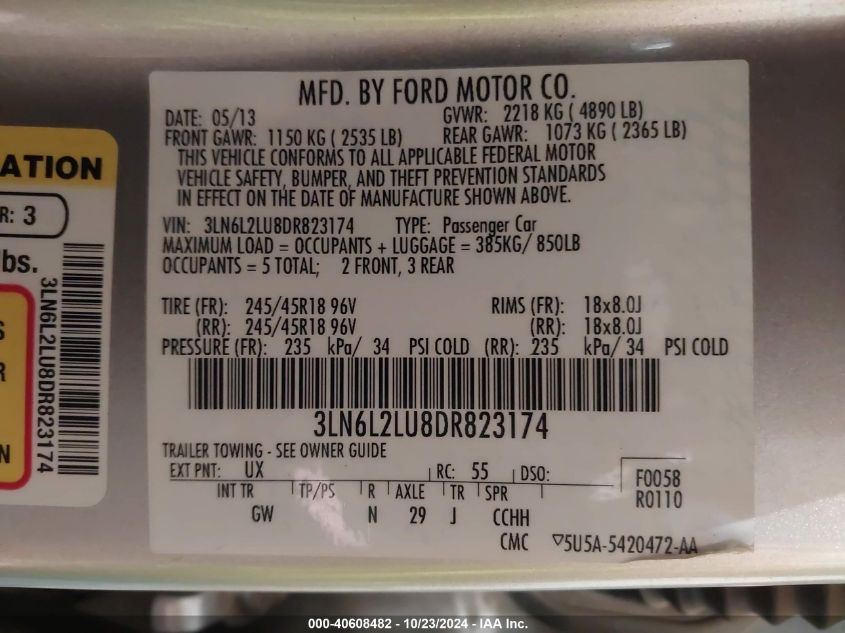 MFD. BY FORD MOTOR CO.
DATE: 05/13 GVWR: 2218 KG ( 4890 LB)
FRONT GAWR: 1150 KG ( 2535 LB) REAR GAWR: 1073 KG ( 2365 LB)
THIS VEHICLE CONFORMS TO ALL APPLICABLE FEDERAL MOTOR
VEHICLE SAFETY, BUMPER, AND THEFT PREVENTION STANDARDS
IN EFFECT ON THE DATE OF MANUFACTURE SHOWN ABOVE.
VIN: 3LN6L2LU8DR823174 TYPE: Passenger Car
MAXIMUM LOAD = OCCUPANTS + LUGGAGE = 385KG/ 850LB
OCCUPANTS = 5 TOTAL; 2 FRONT, 3 REAR
TIRE (FR): 245/45R18 96V RIMS (FR): 18x8.0J
(RR): 245/45R18 96V (RR): 18x8.0J
PRESSURE (FR): 235 kPa/ 34 PSI COLD (RR): 235 kPa/ 34 PSI COLD
3LN6L2LU8DR823174
TRAILER TOWING - SEE OWNER GUIDE
EXT PNT: UX RC: 55 DSO:
INT TR TP/PS R AXLE TR SPR
GW N 29 J CCHH
F0058
R0110
CMC ▽5U5A-5420472-AA
ATION
R: 3
bs.
3LN6L2LU8DR823174
S
R
N
000-40608482 - 10/23/2024 - IAA Inc.